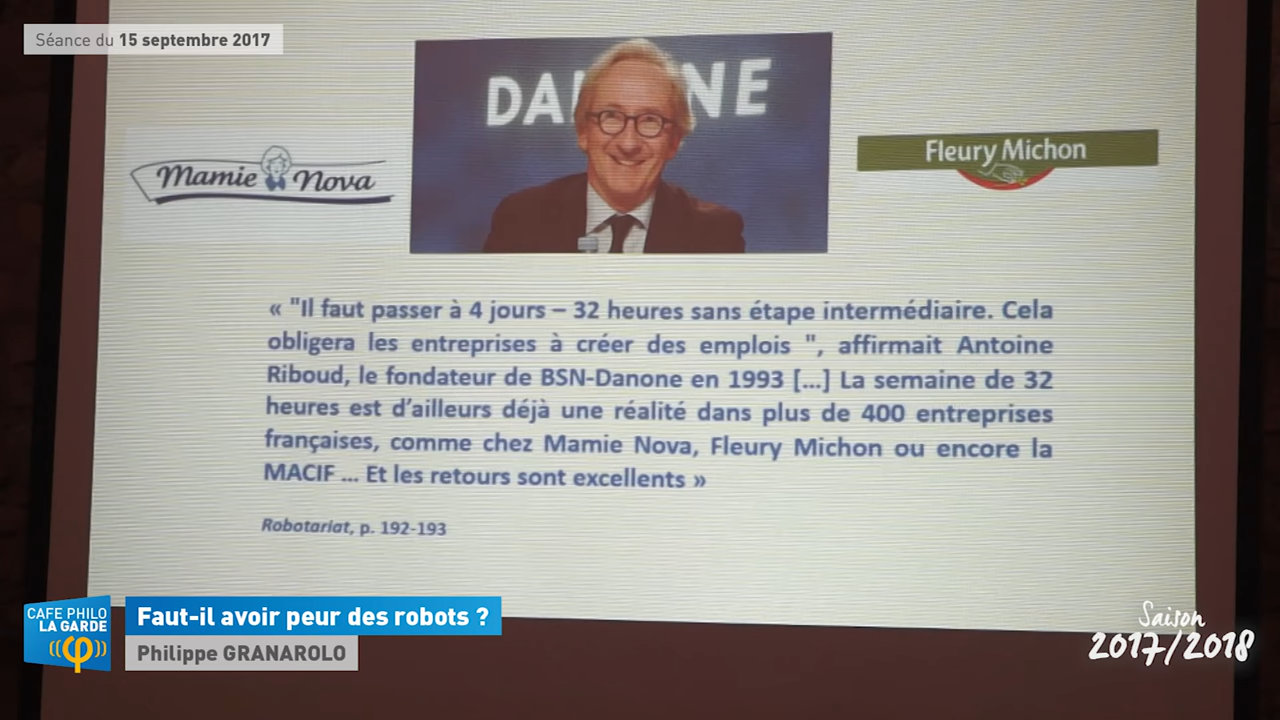 Séance du 15 septembre 2017
DANONE
Mamie Nova
Fleury Michon
« "Il faut passer à 4 jours – 32 heures sans étape intermédiaire. Cela
obligera les entreprises à créer des emplois ", affirmait Antoine
Riboud, le fondateur de BSN-Danone en 1993 [...] La semaine de 32
heures est d'ailleurs déjà une réalité dans plus de 400 entreprises
françaises, comme chez Mamie Nova, Fleury Michon ou encore la
MACIF ... Et les retours sont excellents »
Robotariat, p. 192-193
CAFE PHILO
LA GARDE
Faut-il avoir peur des robots ?
Philippe GRANAROLO
Saison
2017/2018